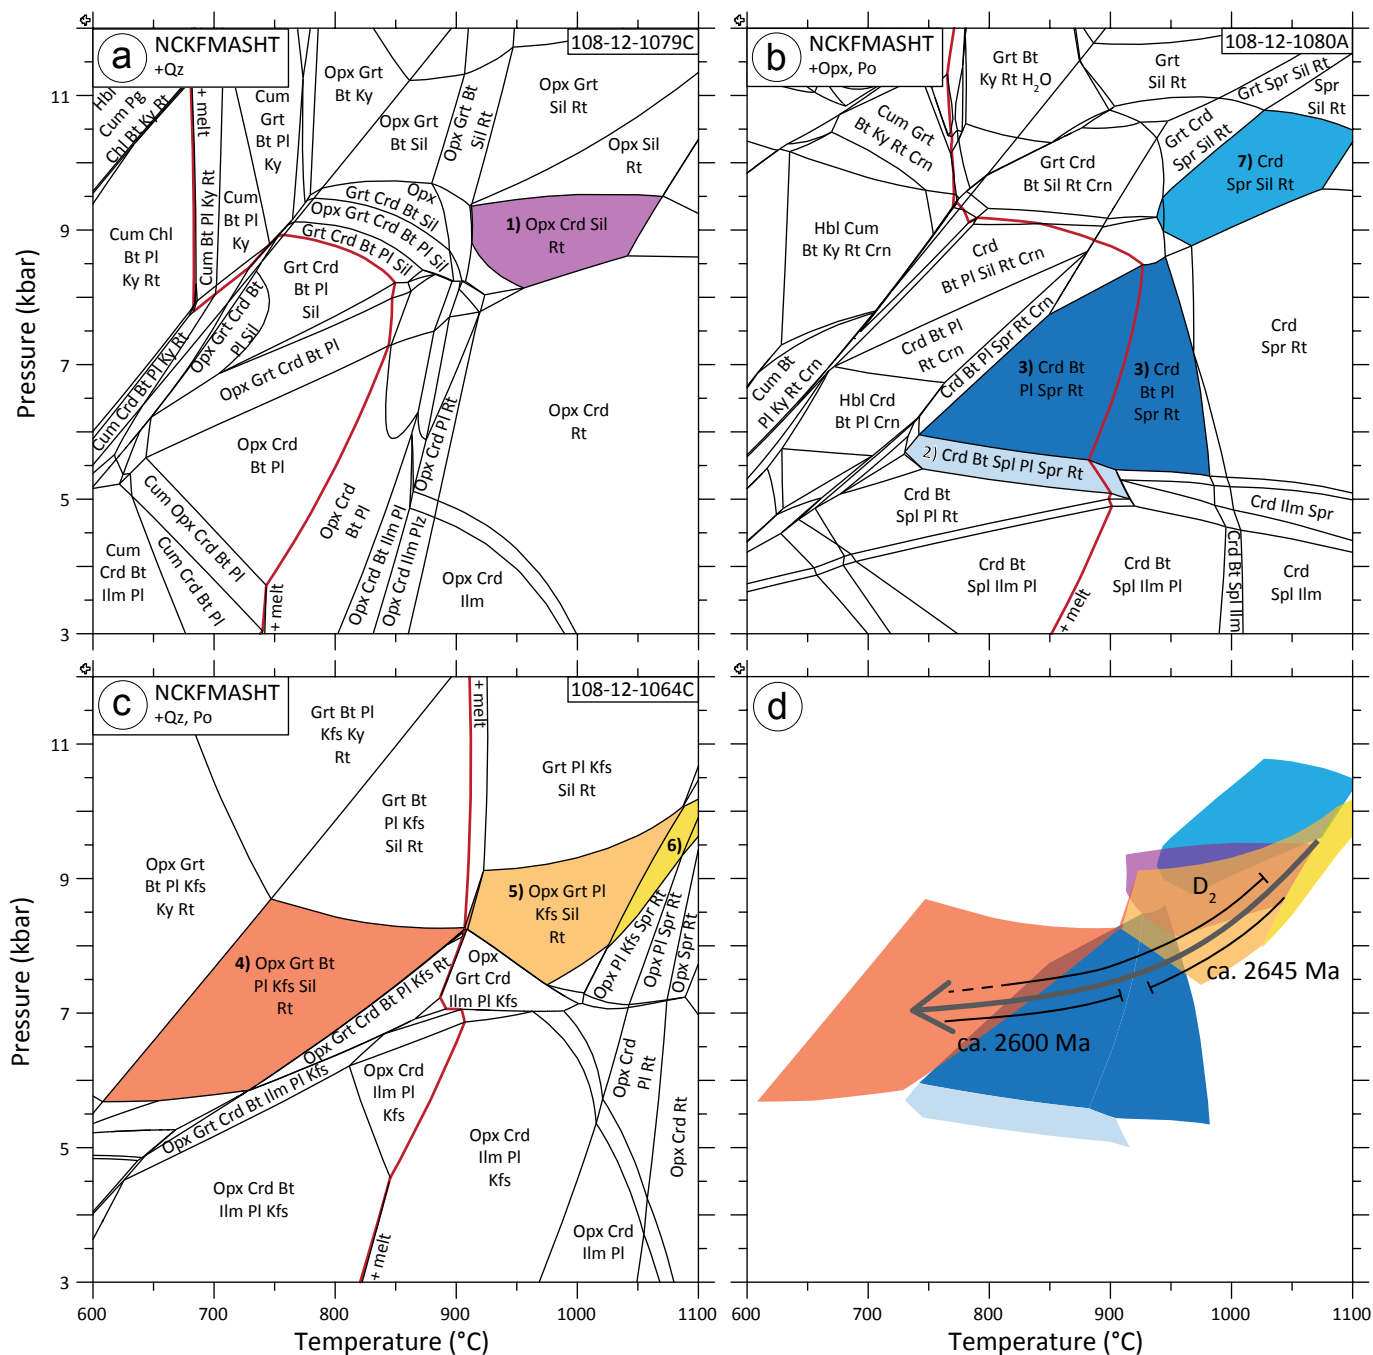 a
NCKFMASHT
+Qz
108-12-1079C
Hbl
Cum Pg
Chl Bt Ky Rt
+ melt
Cum
Grt
Bt Pl
Ky
Opx Grt
Bt Ky
Opx Grt
Bt Sil
Opx Grt Bt
Sil Rt
Opx Grt
Sil Rt
Opx Sil
Rt
Cum Chl
Bt Pl
Ky Rt
Cum Bt Pl Ky Rt
Cum
Bt Pl
Ky
Opx
Grt Crd Bt Sil
Opx Grt Crd Bt Pl Sil
Grt Crd Bt Pl Sil
1) Opx Crd Sil
Rt
Grt Crd
Bt Pl
Sil
Opx Grt Crd Bt
Pl Sil
Cum Crd Bt Pl Ky Rt
Opx Grt Crd Bt Pl
Opx Crd
Rt
Opx Crd
Bt Pl
Opx Crd Pl Rt
Cum Opx Crd Bt Pl
Opx Crd
Bt Pl
Cum
Crd Bt
Ilm Pl
Cum Crd Bt Pl
+ melt
Opx Crd Bt Ilm Pl
Opx Crd Ilm Plz
Opx Crd
Ilm
11
9
7
5
3
Pressure (kbar)
b
NCKFMASHT
+Opx, Po
108-12-1080A
Grt Bt
Ky Rt H2O
Grt
Sil Rt
Grt Spr Sil Rt
Spr
Sil Rt
Cum Grt
Bt Ky Rt Crn
Grt Crd
Bt Sil Rt Crn
Grt Crd
Spr Sil Rt
7) Crd
Spr Sil Rt
Hbl Cum
Bt Ky Rt Crn
Crd
Bt Pl Sil Rt Crn
Crd Bt Pl
Rt Crn
Crd Bt Pl Spr Rt Crn
Crd
Spr Rt
Cum Bt
Pl Ky Rt Crn
3) Crd Bt
Pl Spr Rt
3) Crd
Bt Pl
Spr Rt
Hbl Crd
Bt Pl Crn
2) Crd Bt Spl Pl Spr Rt
Crd Bt
Spl Pl Rt
Crd Ilm Spr
Crd Bt
Spl Ilm Pl
Crd Bt
Spl Ilm Pl
Crd Bt Spl Ilm
Crd
Spl Ilm
+ melt
c
NCKFMASHT
+Qz, Po
108-12-1064C
Grt Bt Pl
Kfs Ky
Rt
+ melt
Grt Pl Kfs
Sil Rt
Grt Bt
Pl Kfs
Sil Rt
Opx Grt
Bt Pl Kfs
Ky Rt
5) Opx Grt Pl
Kfs Sil
Rt
6)
4) Opx Grt Bt
Pl Kfs Sil
Rt
Opx
Grt Crd
Ilm Pl Kfs
Opx Grt Crd Bt Pl Kfs Rt
Opx Pl Kfs Spr Rt
Opx Pl Spr Rt
Opx Spr Rt
Opx Grt Crd Bt Ilm Pl Kfs
Opx Crd
Ilm Pl
Kfs
Opx Crd
Pl Rt
Opx Crd Rt
Opx Crd
Ilm Pl
Kfs
Opx Crd Bt
Ilm Pl Kfs
Opx Crd
Ilm Pl
+ melt
11
9
7
5
3
Pressure (kbar)
600 700 800 900 1000
Temperature (°C)
d
D2
ca. 2645 Ma
ca. 2600 Ma
600 700 800 900 1000 1100
Temperature (°C)